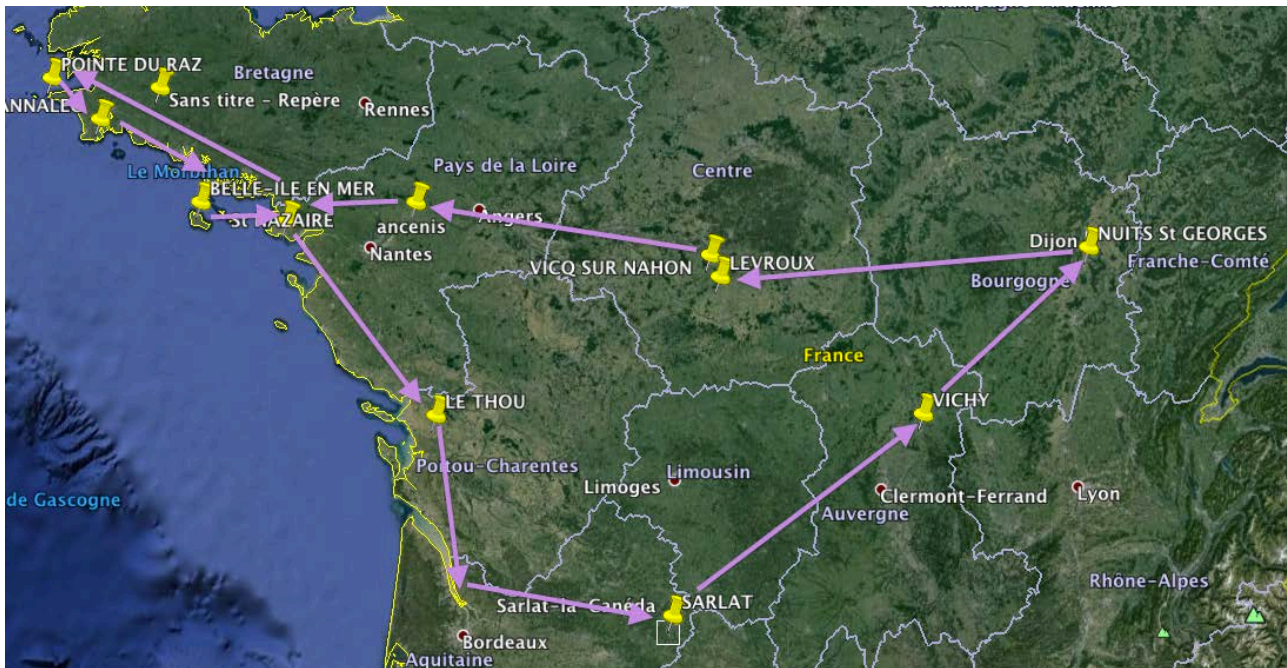 POINTE DU RAZ
Bretagne
Sans titre - Repère
ANNALEC
Rennes
Le Morbihan
Pays de la Loire
Centre
BELLE-ILE EN MER
St NAZAIRE
ancenis
Angers
Nantes
VICQ SUR NAHON
LEVROUX
Dijon
NUITS St GEORGES
Bourgogne
Franche-Comté
France
LE THOU
VICHY
Poitou-Charentes
Limousin
Limoges
de Gascogne
Clermont-Ferrand
Auvergne
Lyon
Rhône-Alpes
Sarlat-la-Canéda
SARLAT
Bordeaux
Aquitaine